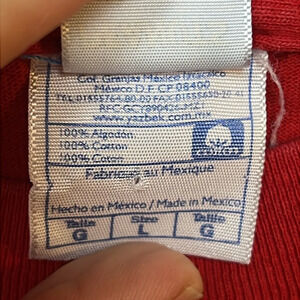 Col. Granjas México Iztacalco
México D.F. CP 08400
www.yazbek.com.mx
100% Algodón
100% Cotton
100% Coton
Fabriqué au Mexique
Hecho en México / Made in Mexico
Talla Size Taille
G L G